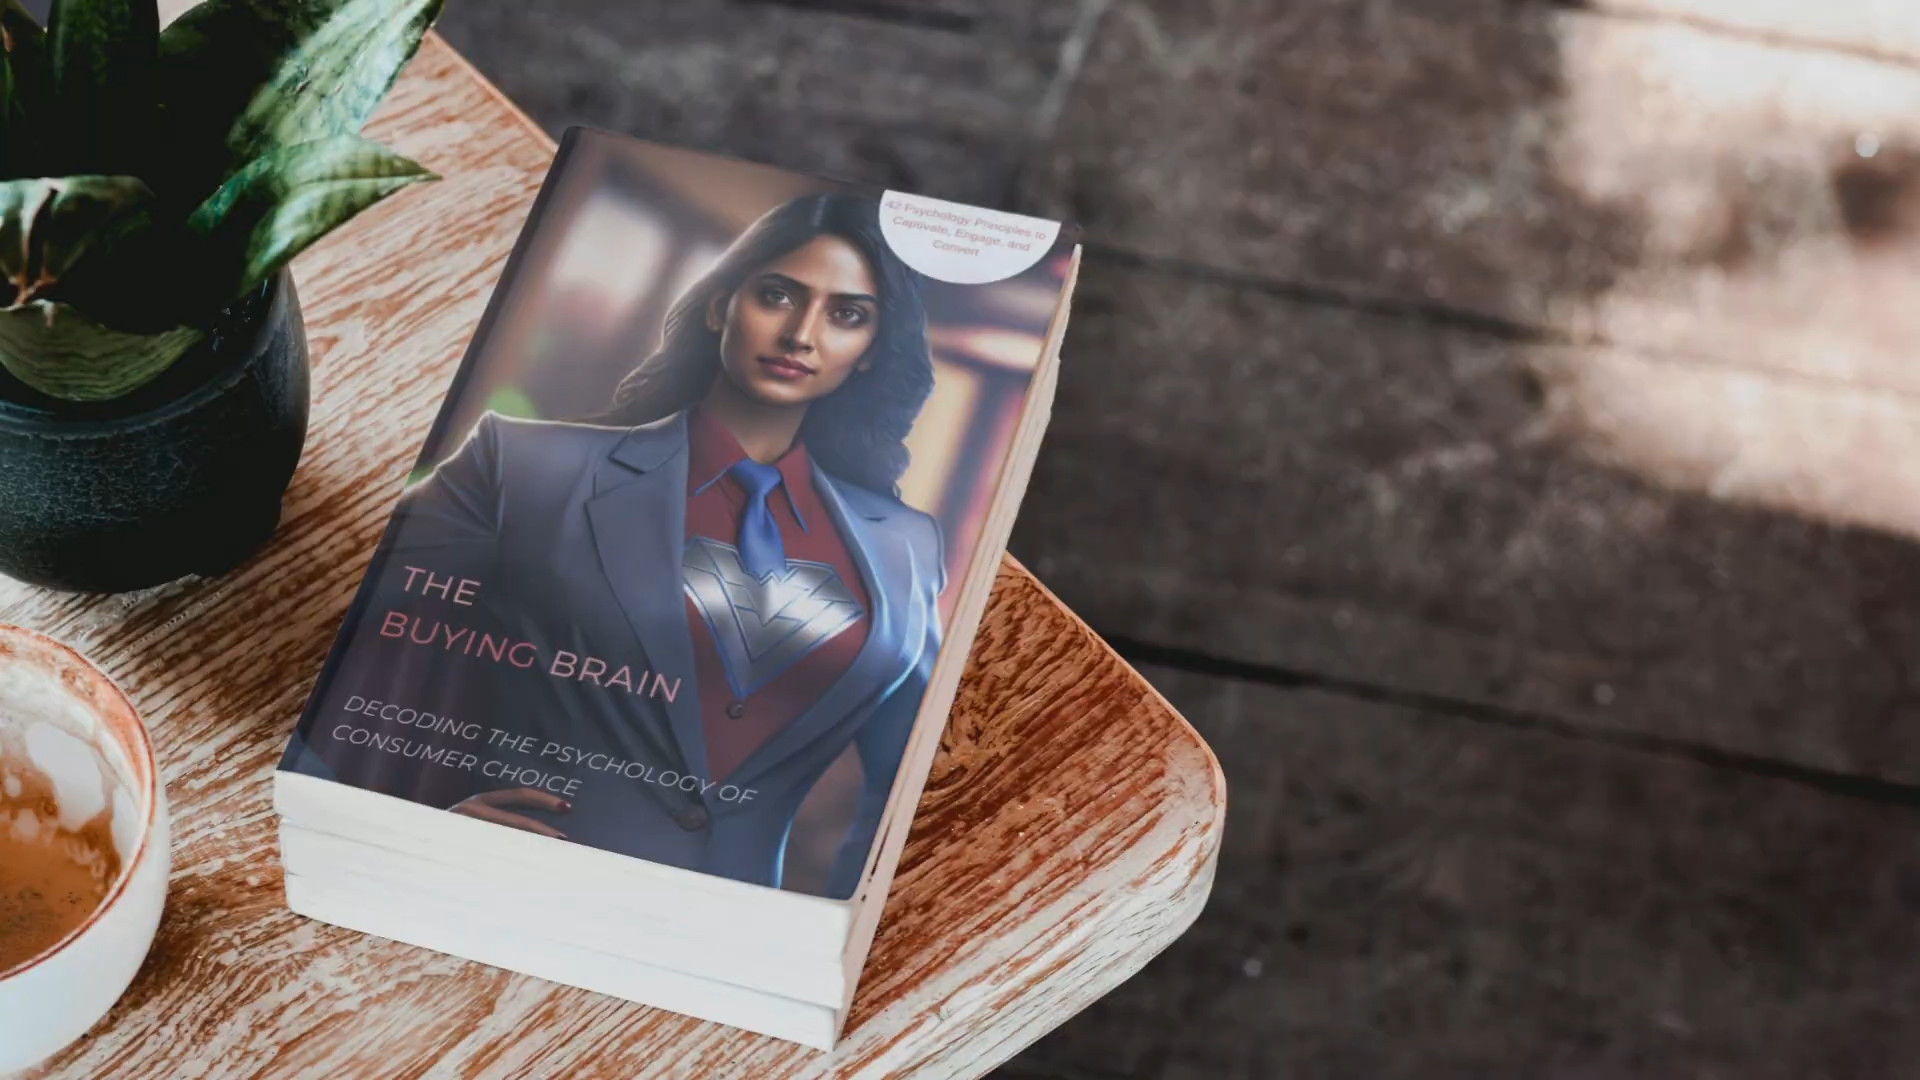 42 Psychology Principles to
Captivate, Engage, and
Convert
THE
BUYING BRAIN
DECODING THE PSYCHOLOGY OF
CONSUMER CHOICE